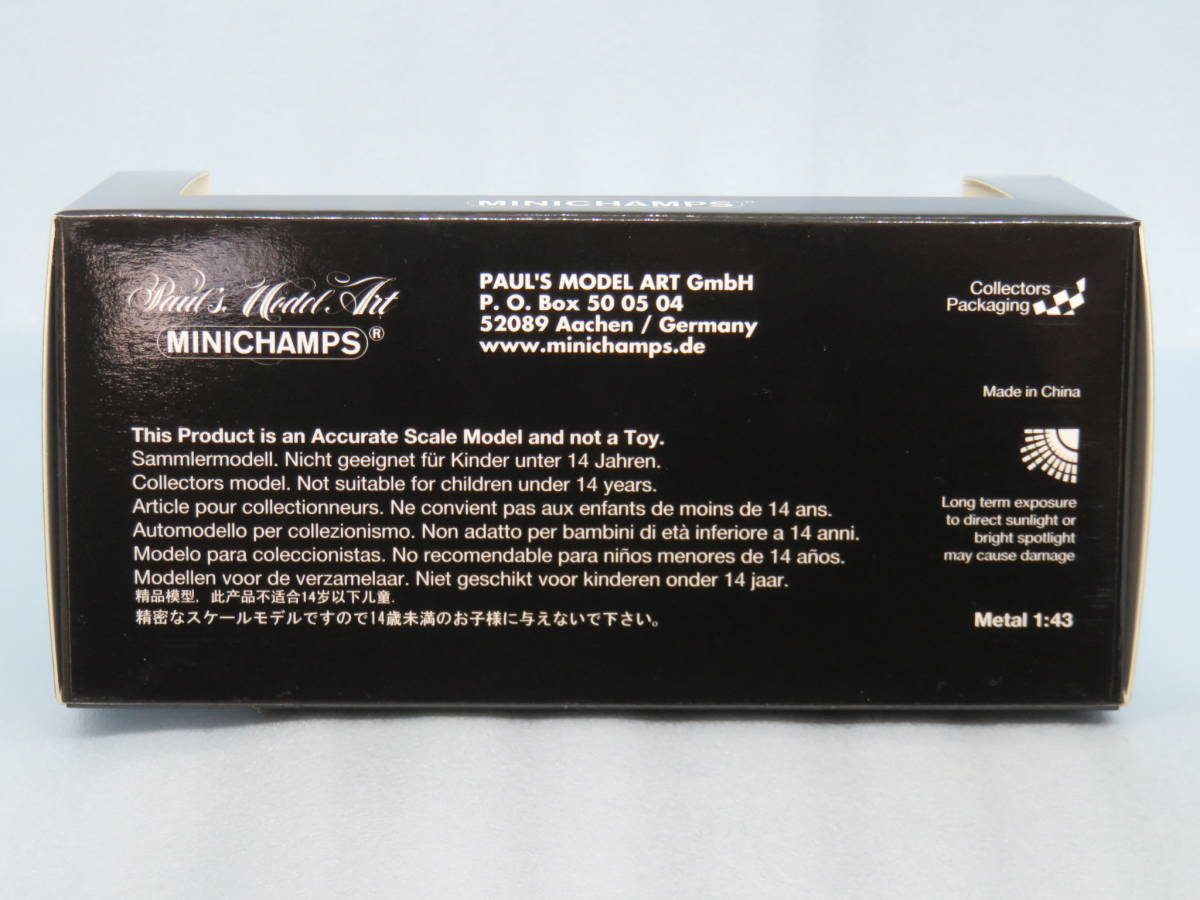 MINICHAMPS®
Paul's Model Art
MINICHAMPS®
PAUL'S MODEL ART GmbH
P. O. Box 50 05 04
52089 Aachen / Germany
www.minichamps.de
Collectors
Packaging
Made in China
This Product is an Accurate Scale Model and not a Toy.
Sammlermodell. Nicht geeignet für Kinder unter 14 Jahren.
Collectors model. Not suitable for children under 14 years.
Article pour collectionneurs. Ne convient pas aux enfants de moins de 14 ans.
Automodello per collezionismo. Non adatto per bambini di età inferiore a 14 anni.
Modelo para coleccionistas. No recomendable para niños menores de 14 años.
Modellen voor de verzamelaar. Niet geschikt voor kinderen onder 14 jaar.
精品模型, 此产品不适合14岁以下儿童.
精密なスケールモデルですので14歳未満のお子様に与えないで下さい。
Long term exposure
to direct sunlight or
bright spotlight
may cause damage
Metal 1:43